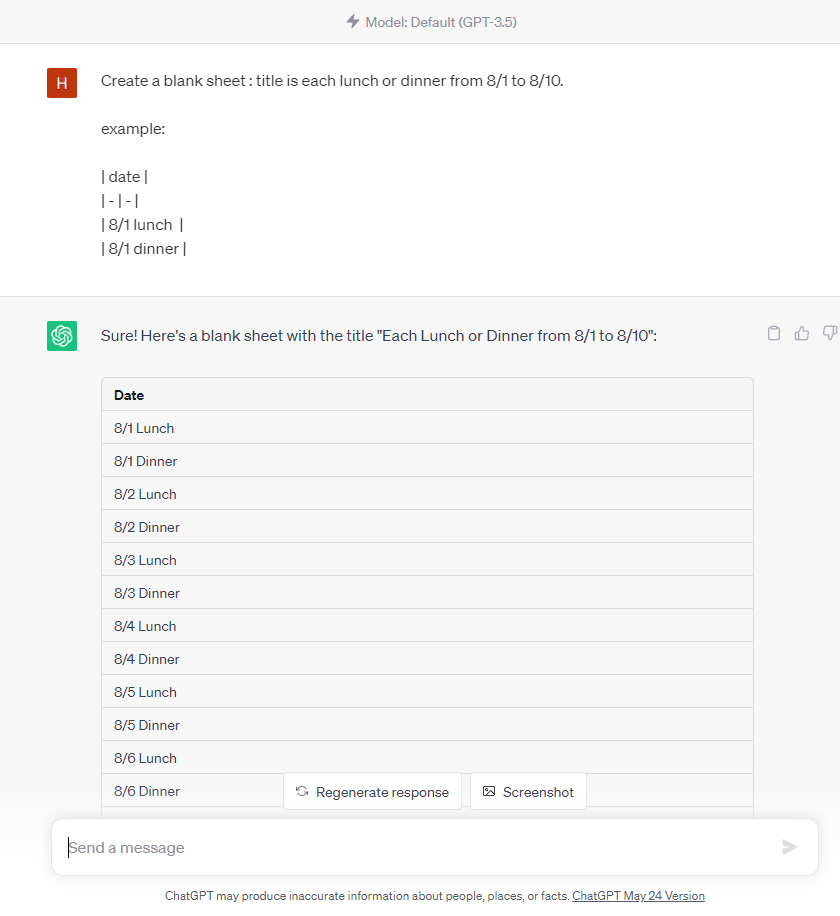 Model: Default (GPT-3.5)
H
Create a blank sheet : title is each lunch or dinner from 8/1 to 8/10.
example:
| date |
| - | - |
| 8/1 lunch |
| 8/1 dinner |
Sure! Here's a blank sheet with the title "Each Lunch or Dinner from 8/1 to 8/10":
Date
8/1 Lunch
8/1 Dinner
8/2 Lunch
8/2 Dinner
8/3 Lunch
8/3 Dinner
8/4 Lunch
8/4 Dinner
8/5 Lunch
8/5 Dinner
8/6 Lunch
8/6 Dinner
Regenerate response
Screenshot
Send a message
ChatGPT may produce inaccurate information about people, places, or facts. ChatGPT May 24 Version